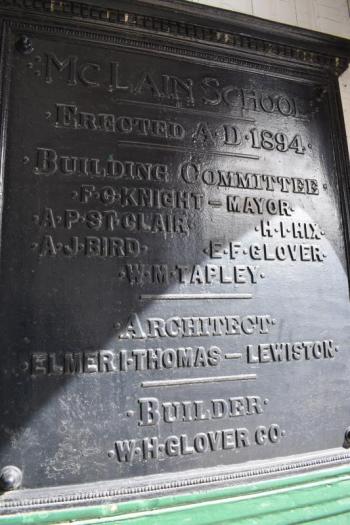 McLAIN SCHOOL
·ERECTED·A·D·1894·
·BUILDING COMMITTEE·
·F·C·KNIGHT—MAYOR·
·A·P·ST·CLAIR· ·H·I·HIX·
·A·J·BIRD· E·F·GLOVER·
·W·M·TAPLEY·
·ARCHITECT·
·ELMER I·THOMAS—LEWISTON·
·BUILDER·
·W·H·GLOVER CO·